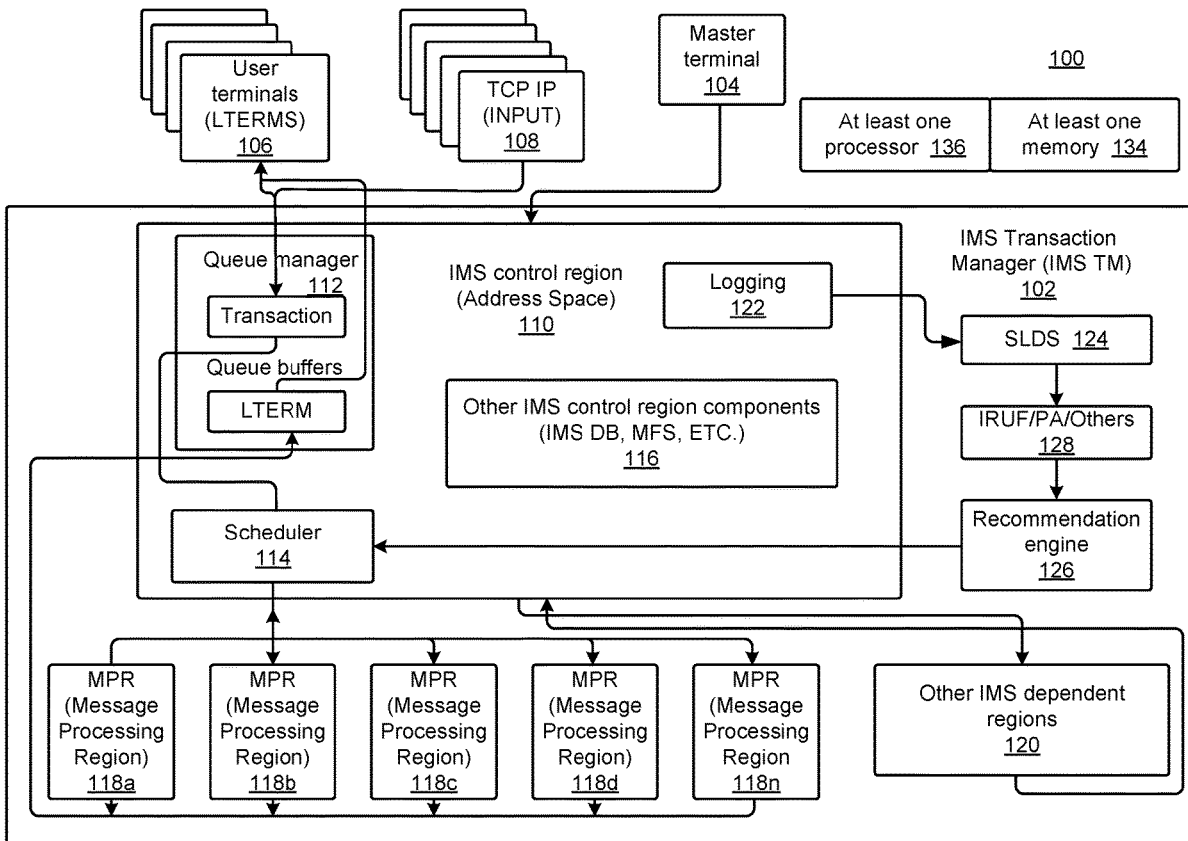 User
terminals
(LTERMS)
106
TCP IP
(INPUT)
108
Master
terminal
104
100
At least one
processor 136
At least one
memory 134
Queue manager
112
Transaction
Queue buffers
LTERM
IMS control region
(Address Space)
110
Logging
122
IMS Transaction
Manager (IMS TM)
102
SLDS 124
Other IMS control region components
(IMS DB, MFS, ETC.)
116
IRUF/PA/Others
128
Scheduler
114
Recommendation
engine
126
MPR
(Message
Processing
Region)
118a
MPR
(Message
Processing
Region)
118b
MPR
(Message
Processing
Region)
118c
MPR
(Message
Processing
Region)
118d
MPR
(Message
Processing
Region
118n
Other IMS dependent
regions
120